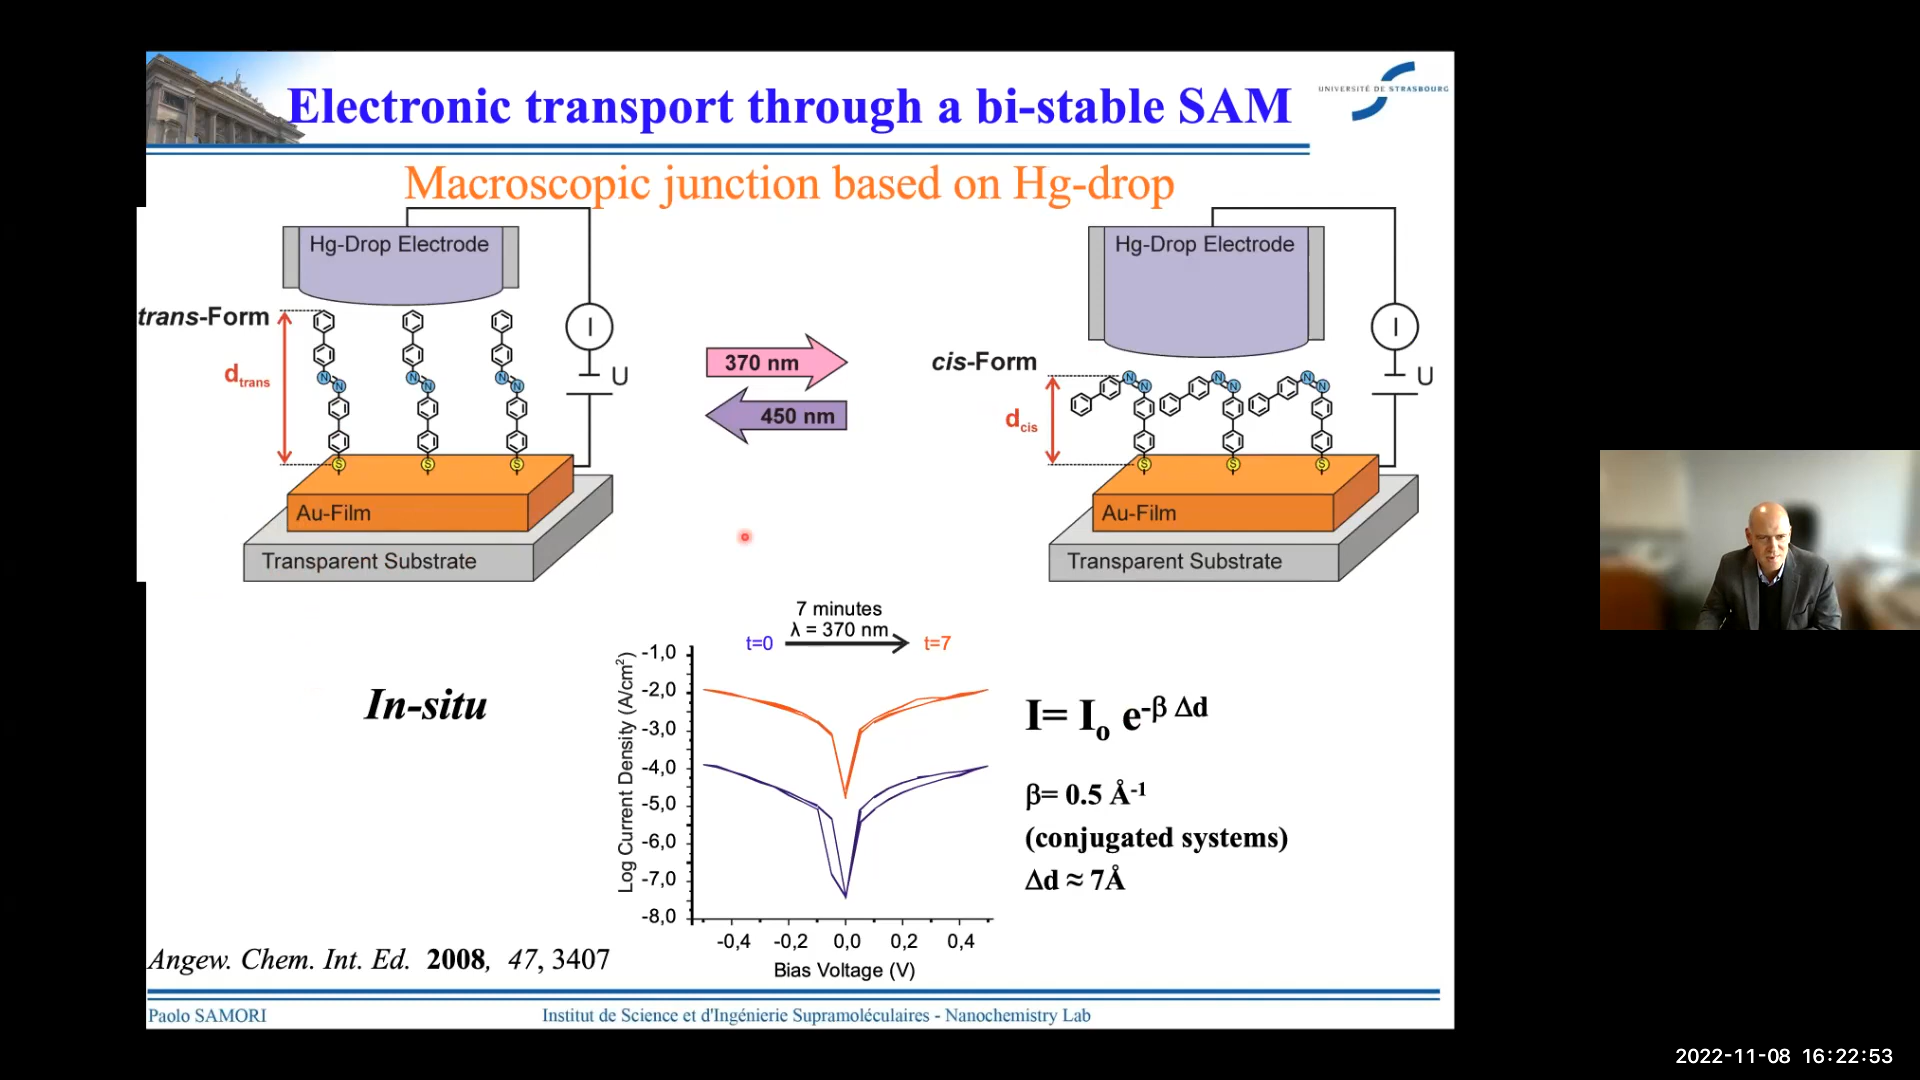 Electronic transport through a bi-stable SAM
UNIVERSITÉ DE STRASBOURG
Macroscopic junction based on Hg-drop
Hg-Drop Electrode
trans-Form
dtrans
N N N N N N
S S S
I
U
Au-Film
Transparent Substrate
370 nm
450 nm
Hg-Drop Electrode
cis-Form
dcis
N N N N N N
S S S
I
U
Au-Film
Transparent Substrate
In-situ
7 minutes
t=0 λ = 370 nm t=7
Log Current Density (A/cm²)
-1,0
-2,0
-3,0
-4,0
-5,0
-6,0
-7,0
-8,0
-0,4 -0,2 0,0 0,2 0,4
Bias Voltage (V)
I= Io e-β Δd
β= 0.5 Å-1
(conjugated systems)
Δd ≈ 7Å
Angew. Chem. Int. Ed. 2008, 47, 3407
Paolo SAMORI
Institut de Science et d'Ingénierie Supramoléculaires - Nanochemistry Lab
2022-11-08 16:22:53